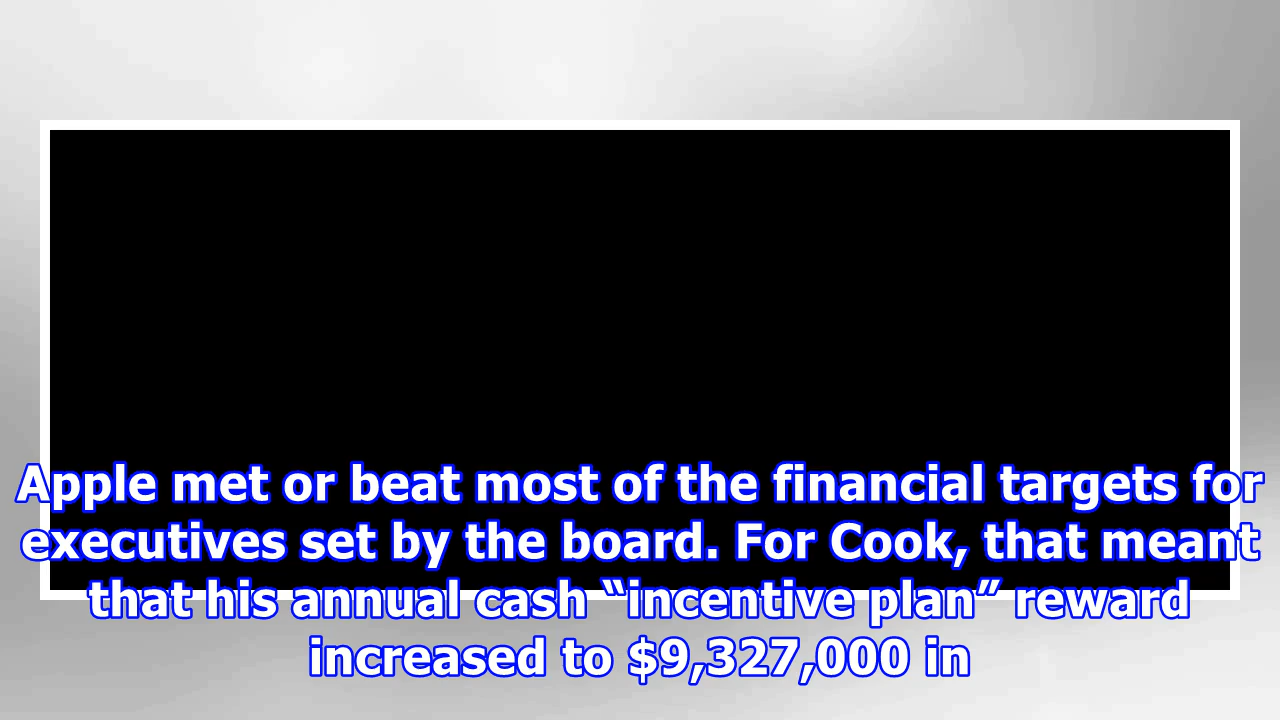 Apple met or beat most of the financial targets for
executives set by the board. For Cook, that meant
that his annual cash “incentive plan” reward
increased to $9,327,000 in